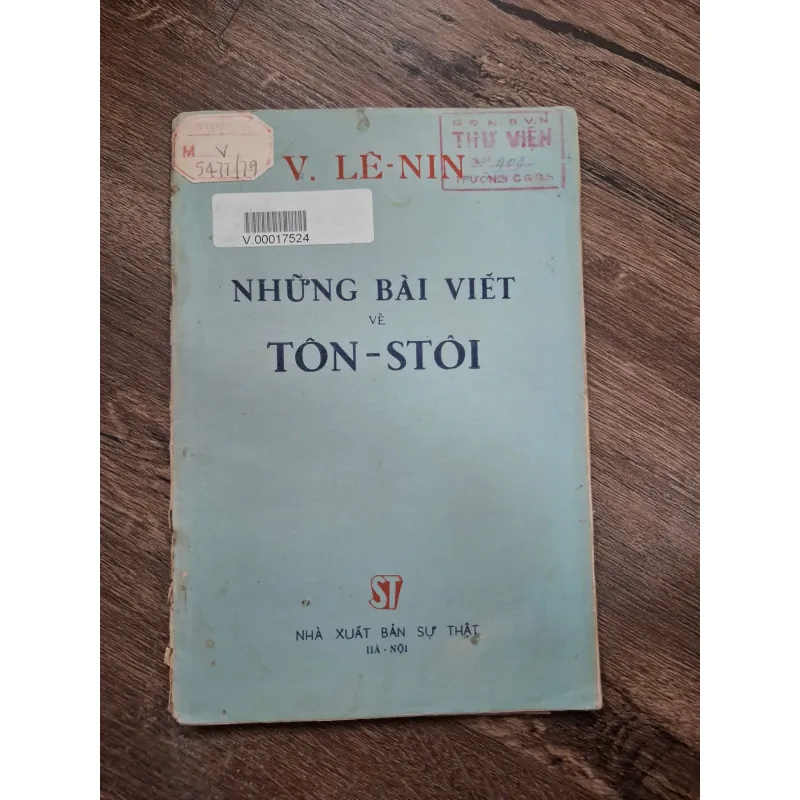 M V
5477/79
V. LÊ-NIN
THƯ VIỆN
TRƯỜNG
V.00017524
NHỮNG BÀI VIẾT
VỀ
TÔN-STÔI
ST
NHÀ XUẤT BẢN SỰ THẬT
HÀ-NỘI